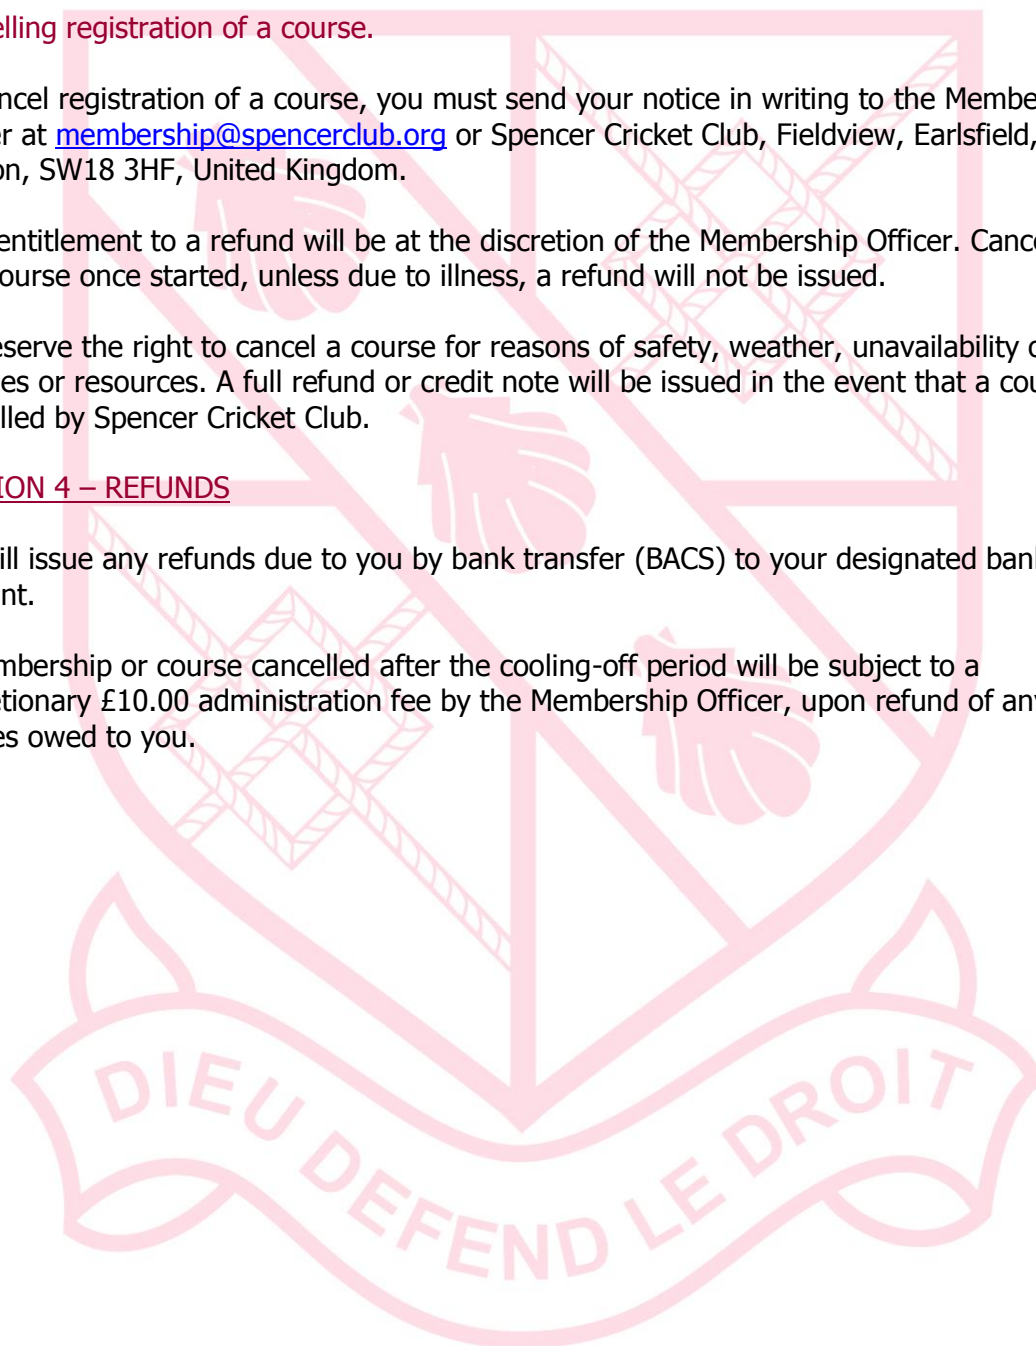 elling registration of a course.
ncel registration of a course, you must send your notice in writing to the Membe
er at membership@spencerclub.org or Spencer Cricket Club, Fieldview, Earlsfield,
on, SW18 3HF, United Kingdom.
entitlement to a refund will be at the discretion of the Membership Officer. Canc
ourse once started, unless due to illness, a refund will not be issued.
eserve the right to cancel a course for reasons of safety, weather, unavailability o
es or resources. A full refund or credit note will be issued in the event that a cou
lled by Spencer Cricket Club.
ION 4 – REFUNDS
ill issue any refunds due to you by bank transfer (BACS) to your designated bank
nt.
mbership or course cancelled after the cooling-off period will be subject to a
etionary £10.00 administration fee by the Membership Officer, upon refund of any
es owed to you.
DIEU DEFEND LE DROIT